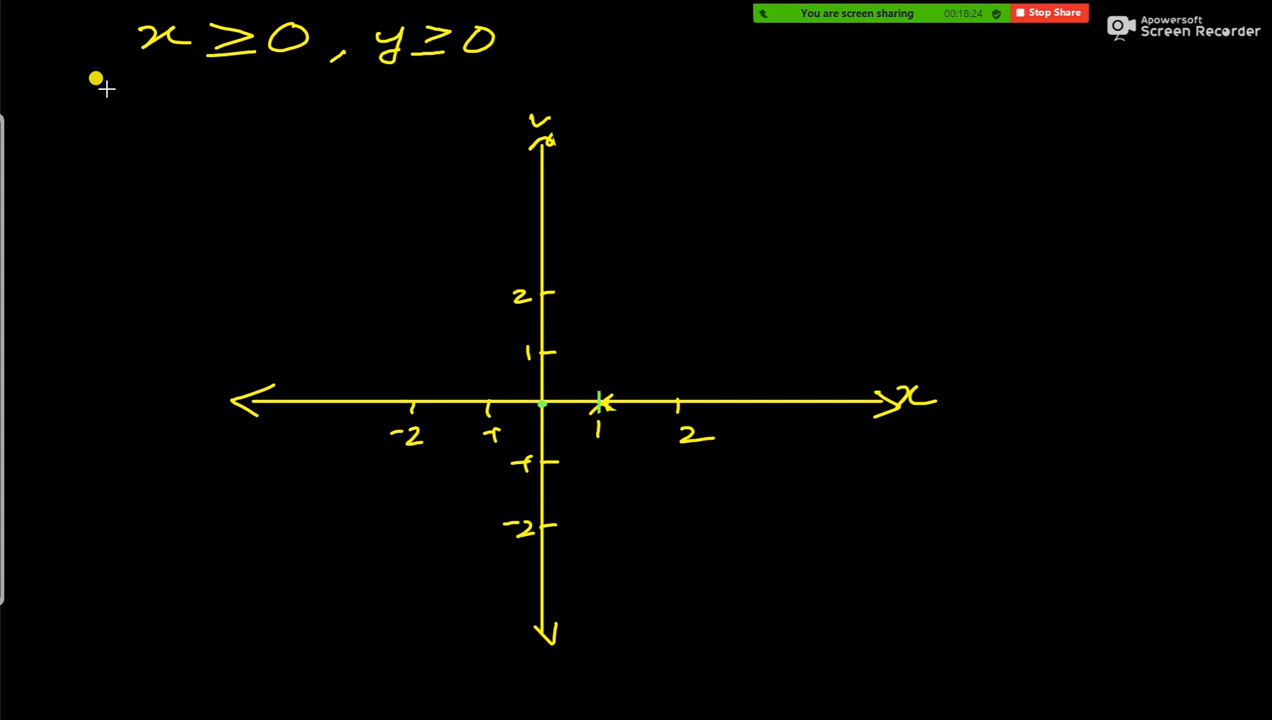 You are screen sharing 00:18:24 Stop Share
Apowersoft
Screen Recorder
x ≥ 0, y ≥ 0
2
1
x
-2 -1 1 2
-1
-2